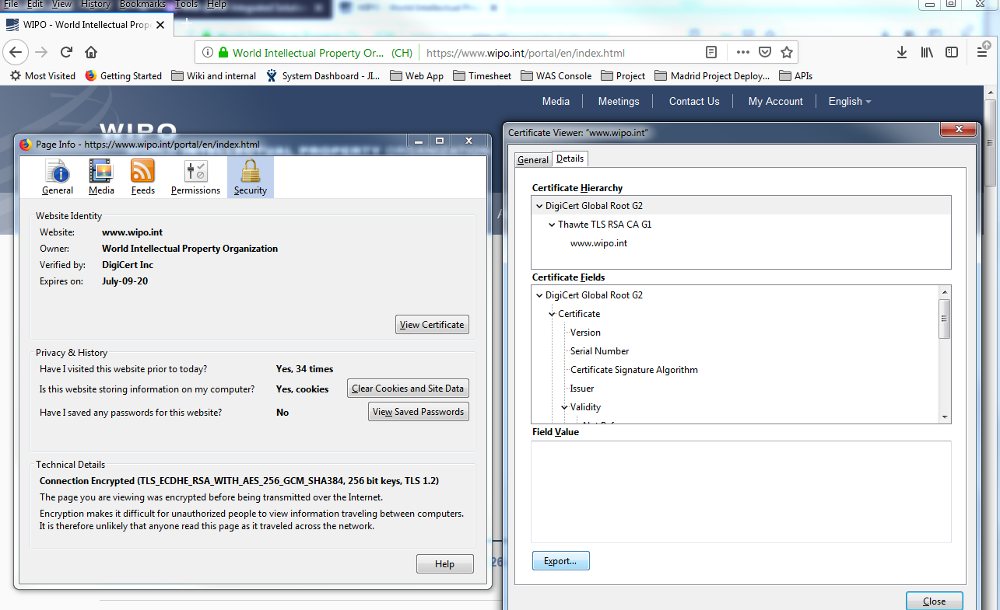 File Edit View History Bookmarks Tools Help
WIPO - World Intellectual Prop
World Intellectual Property Or... (CH) https://www.wipo.int/portal/en/index.html
Most Visited Getting Started Wiki and internal System Dashboard - JI... Web App Timesheet WAS Console Project Madrid Project Deploy... APIs
Media Meetings Contact Us My Account English
WIPO
Page Info - https://www.wipo.int/portal/en/index.html
General Media Feeds Permissions Security
Website Identity
Website: www.wipo.int
Owner: World Intellectual Property Organization
Verified by: DigiCert Inc
Expires on: July-09-20
View Certificate
Privacy & History
Have I visited this website prior to today? Yes, 34 times
Is this website storing information on my computer? Yes, cookies Clear Cookies and Site Data
Have I saved any passwords for this website? No View Saved Passwords
Technical Details
Connection Encrypted (TLS_ECDHE_RSA_WITH_AES_256_GCM_SHA384, 256 bit keys, TLS 1.2)
The page you are viewing was encrypted before being transmitted over the Internet.
Encryption makes it difficult for unauthorized people to view information traveling between computers.
It is therefore unlikely that anyone read this page as it traveled across the network.
Help
26
Certificate Viewer: "www.wipo.int"
General Details
Certificate Hierarchy
DigiCert Global Root G2
Thawte TLS RSA CA G1
www.wipo.int
Certificate Fields
DigiCert Global Root G2
Certificate
Version
Serial Number
Certificate Signature Algorithm
Issuer
Validity
Field Value
Export...
Close